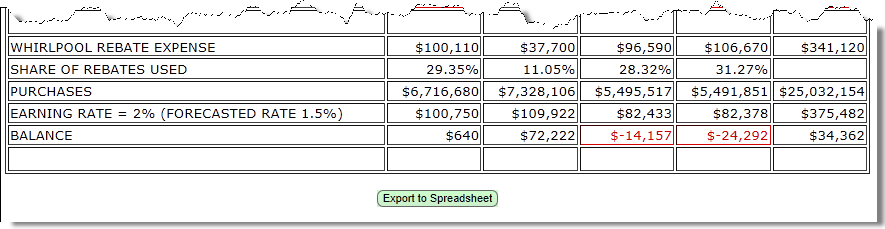 WHIRLPOOL REBATE EXPENSE $100,110 $37,700 $96,590 $106,670 $341,120
SHARE OF REBATES USED 29.35% 11.05% 28.32% 31.27%
PURCHASES $6,716,680 $7,328,106 $5,495,517 $5,491,851 $25,032,154
EARNING RATE = 2% (FORECASTED RATE 1.5%) $100,750 $109,922 $82,433 $82,378 $375,482
BALANCE $640 $72,222 $-14,157 $-24,292 $34,362
Export to Spreadsheet